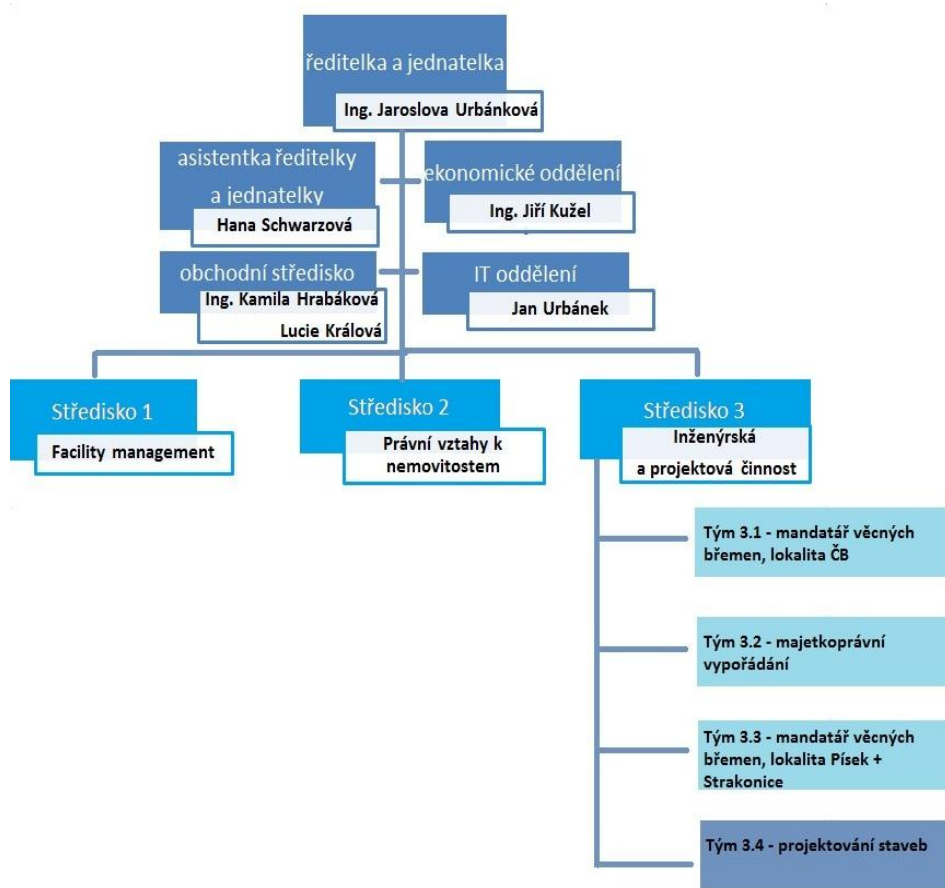 ředitelka a jednatelka
Ing. Jaroslova Urbánková
asistentka ředitelky
a jednatelky
Hana Schwarzová
ekonomické oddělení
Ing. Jiří Kužel
obchodní středisko
Ing. Kamila Hrabáková
Lucie Králová
IT oddělení
Jan Urbánek
Středisko 1
Facility management
Středisko 2
Právní vztahy k
nemovitostem
Středisko 3
Inženýrská
a projektová činnost
Tým 3.1 - mandatář věcných
břemen, lokalita ČB
Tým 3.2 - majetkoprávní
vypořádání
Tým 3.3 - mandatář věcných
břemen, lokalita Písek +
Strakonice
Tým 3.4 - projektování staveb